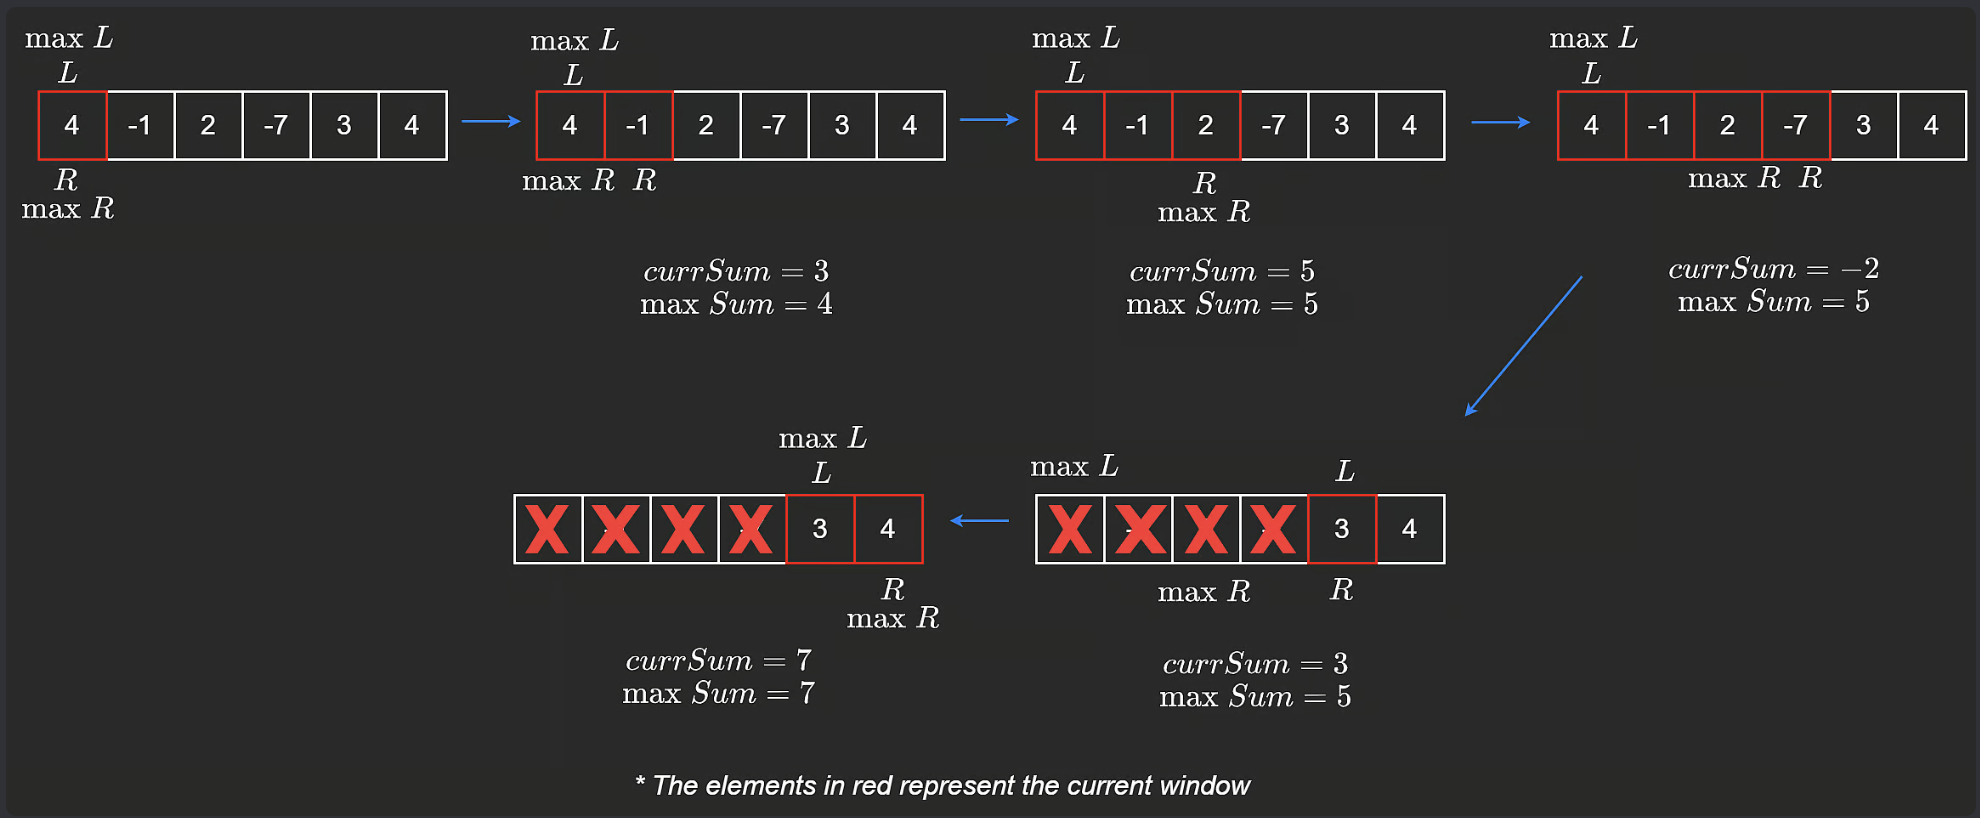 max L
L
4 -1 2 -7 3 4
R
max R
max L
L
4 -1 2 -7 3 4
max R R
currSum = 3
max Sum = 4
max L
L
4 -1 2 -7 3 4
R
max R
currSum = 5
max Sum = 5
max L
L
4 -1 2 -7 3 4
max R R
currSum = −2
max Sum = 5
max L
L
X X X X 3 4
max R
R
currSum = 3
max Sum = 5
max L
L
X X X X 3 4
R
max R
currSum = 7
max Sum = 7
* The elements in red represent the current window